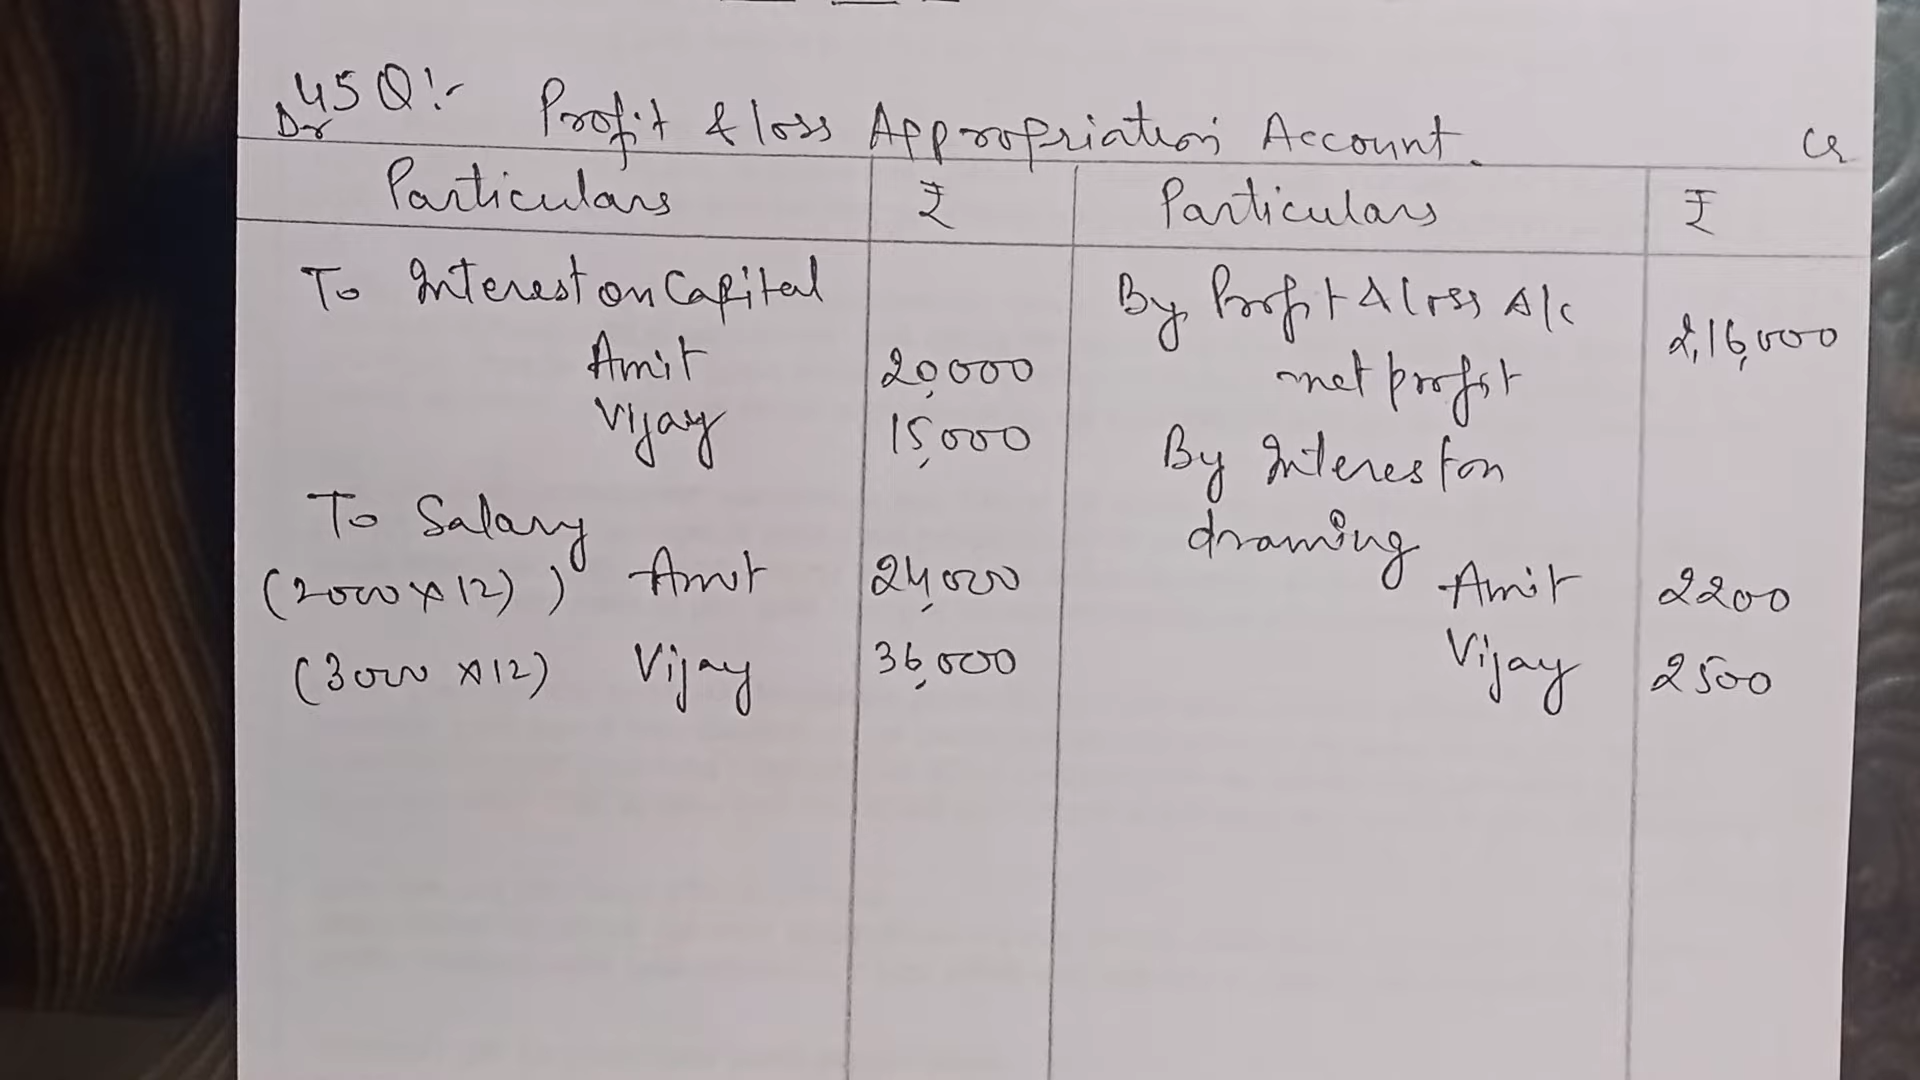 45 Q:-
Dr Profit & loss Appropriation Account. Cr
Particulars ₹ Particulars ₹
To Interest on Capital By Profit & loss A/c 2,16,000
Amit 20,000 net profit
Vijay 15,000 By Interest on
To Salary drawing
(2000 x 12)) Amit 24,000 Amit 2200
(3000 x 12) Vijay 36,000 Vijay 2500